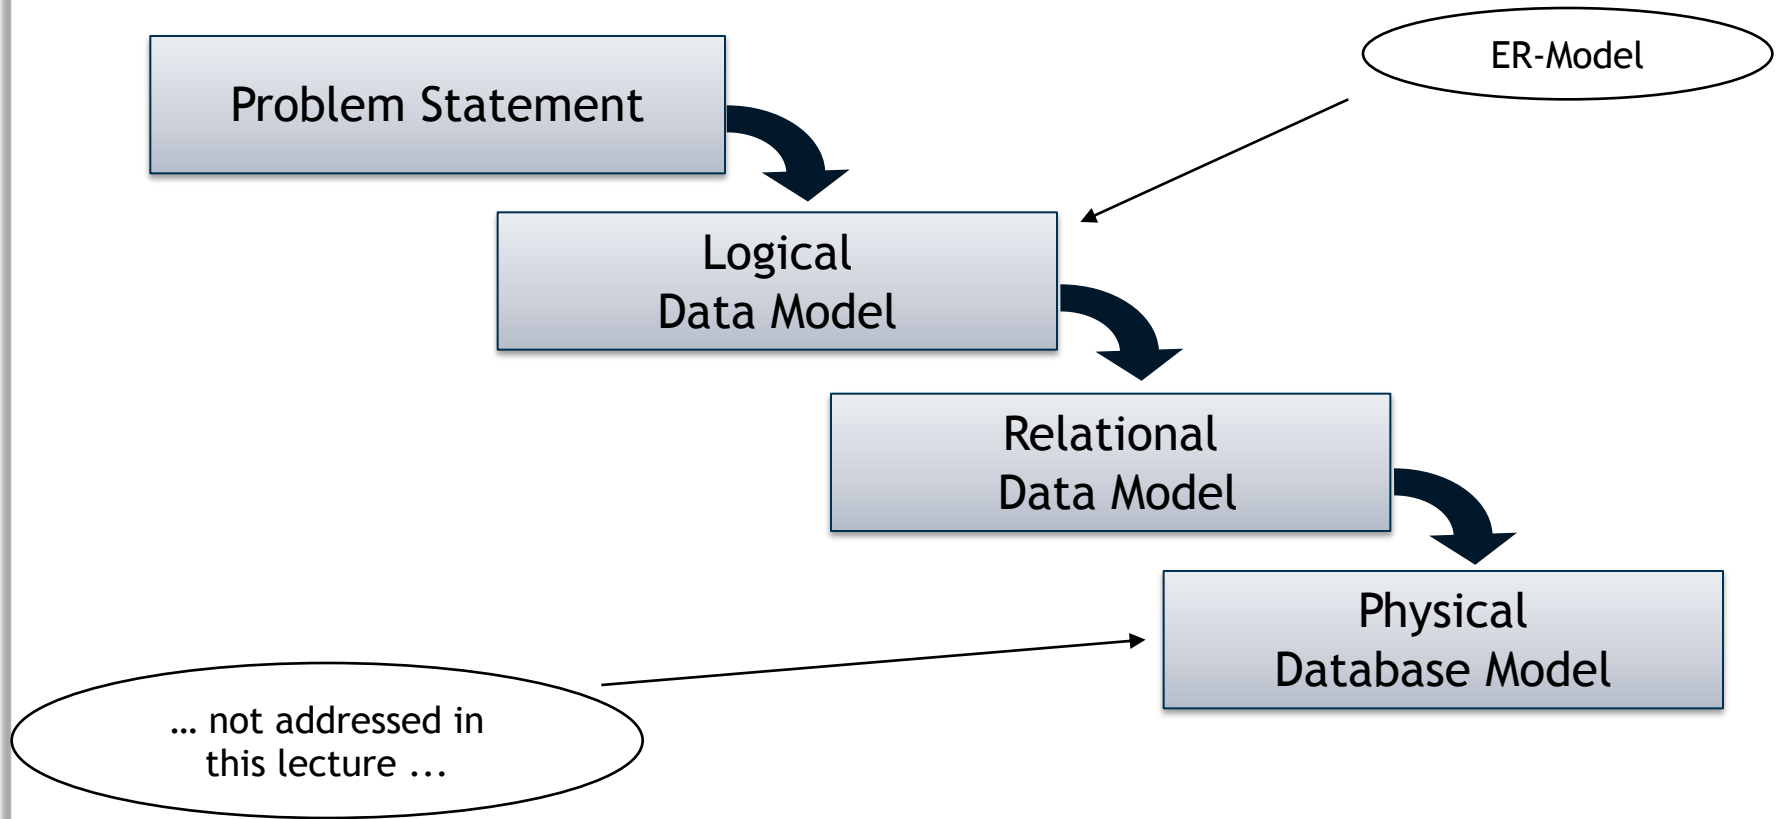 ER-Model
Problem Statement
Logical
Data Model
Relational
Data Model
Physical
Database Model
… not addressed in
this lecture ...